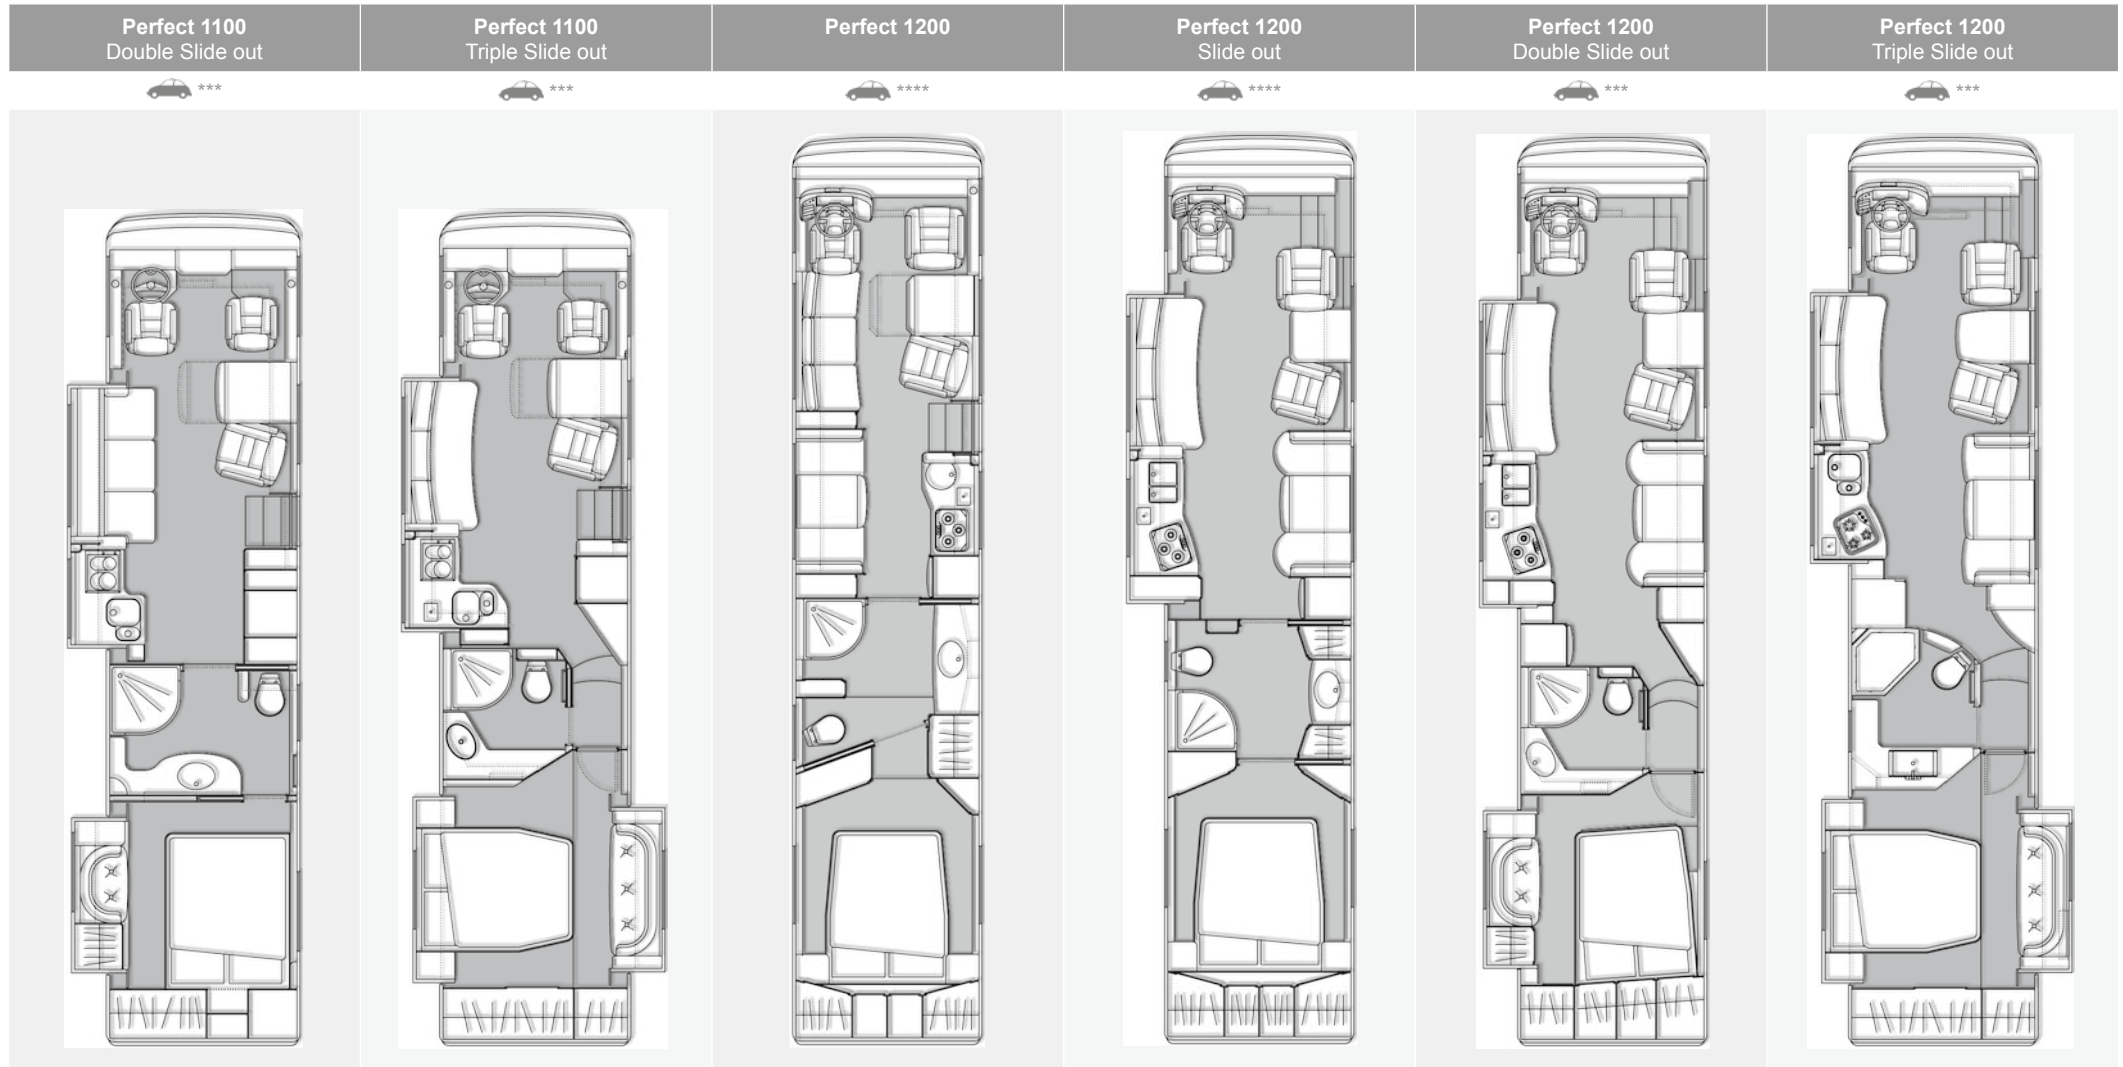 Perfect 1100
Double Slide out
***
Perfect 1100
Triple Slide out
***
Perfect 1200
****
Perfect 1200
Slide out
****
Perfect 1200
Double Slide out
***
Perfect 1200
Triple Slide out
***